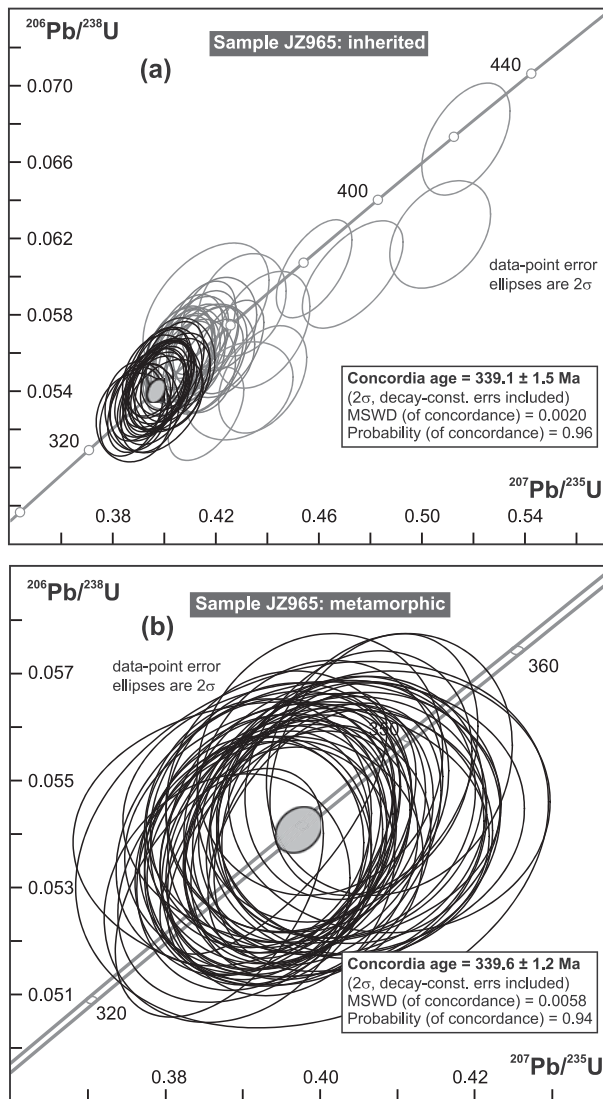 ²⁰⁶Pb/²³⁸U
Sample JZ965: inherited
(a)
440
0.070
0.066
400
0.062
data-point error
ellipses are 2σ
0.058
Concordia age = 339.1 ± 1.5 Ma
(2σ, decay-const. errs included)
MSWD (of concordance) = 0.0020
Probability (of concordance) = 0.96
0.054
320
²⁰⁷Pb/²³⁵U
0.38 0.42 0.46 0.50 0.54
²⁰⁶Pb/²³⁸U
Sample JZ965: metamorphic
(b)
data-point error
ellipses are 2σ
0.057
360
0.055
0.053
Concordia age = 339.6 ± 1.2 Ma
(2σ, decay-const. errs included)
MSWD (of concordance) = 0.0058
Probability (of concordance) = 0.94
0.051
320
²⁰⁷Pb/²³⁵U
0.38 0.40 0.42